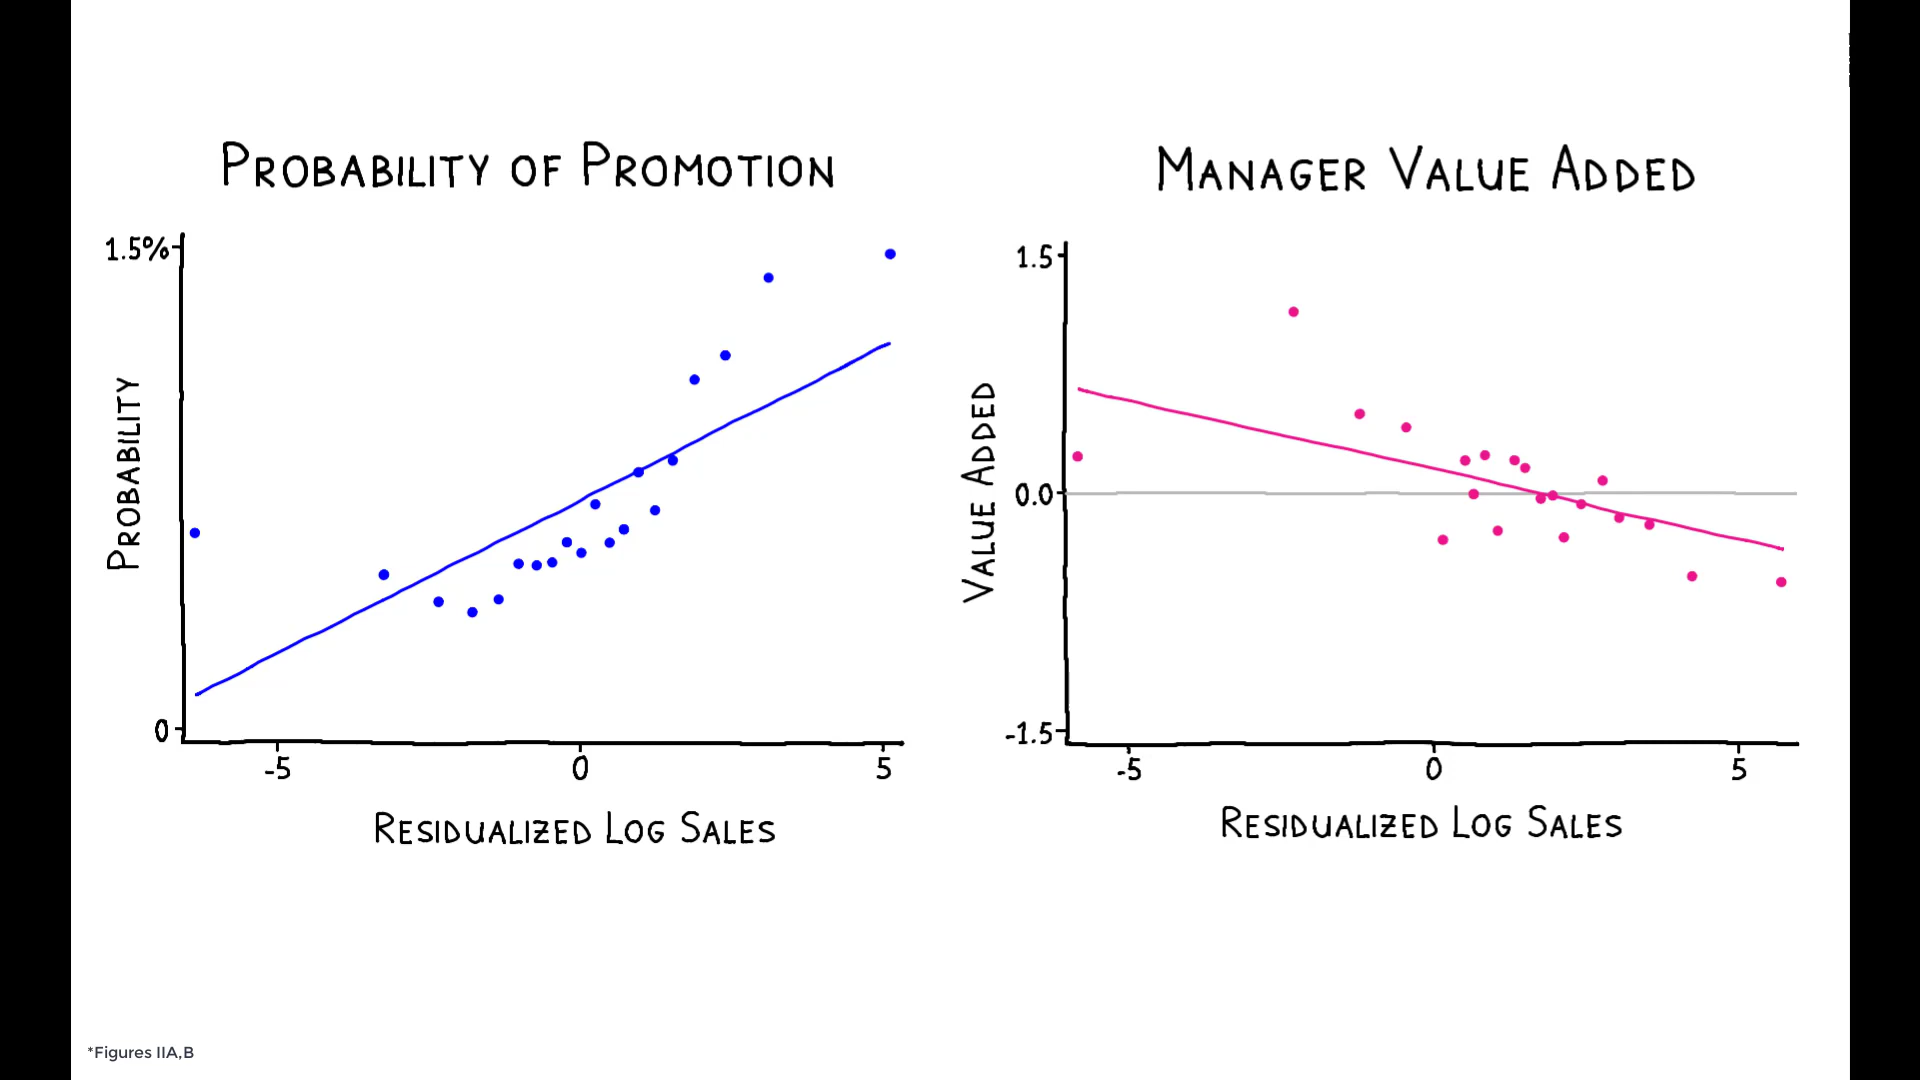 PROBABILITY OF PROMOTION
1.5%
PROBABILITY
0
-5 0 5
RESIDUALIZED LOG SALES
MANAGER VALUE ADDED
1.5
VALUE ADDED
0.0
-1.5
-5 0 5
RESIDUALIZED LOG SALES
*Figures IIA,B